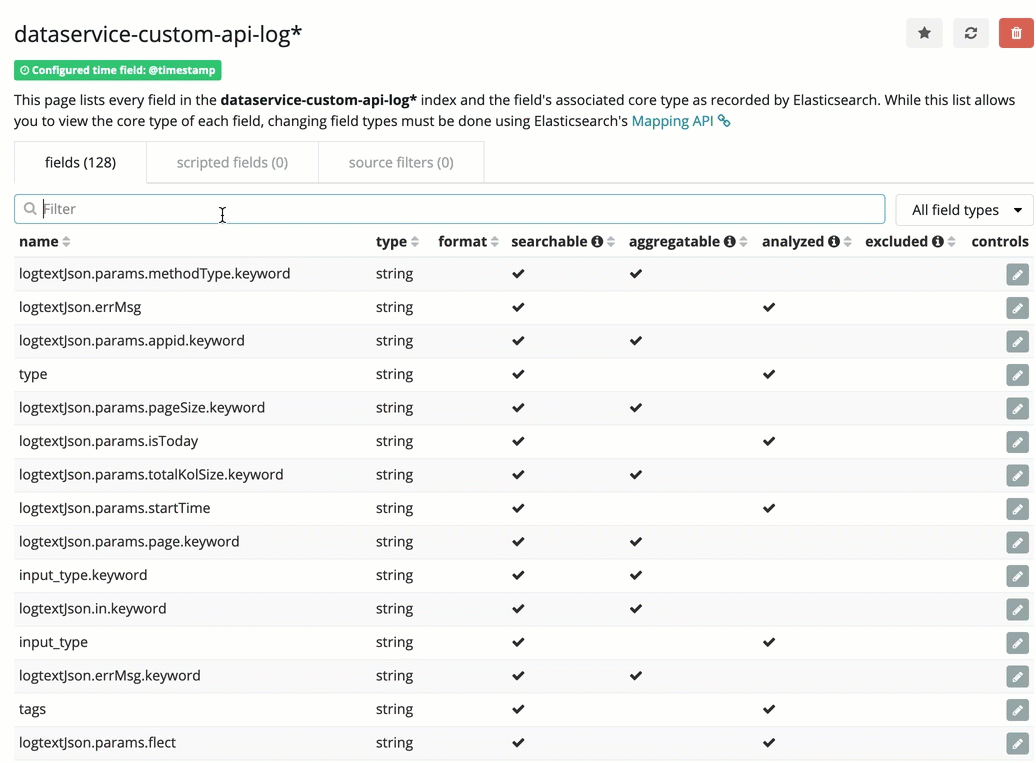 dataservice-custom-api-log*
Configured time field: @timestamp
This page lists every field in the dataservice-custom-api-log* index and the field's associated core type as recorded by Elasticsearch. While this list allows
you to view the core type of each field, changing field types must be done using Elasticsearch's Mapping API
fields (128) scripted fields (0) source filters (0)
Filter All field types
name type format searchable aggregatable analyzed excluded controls
logtextJson.params.methodType.keyword string
logtextJson.errMsg string
logtextJson.params.appid.keyword string
type string
logtextJson.params.pageSize.keyword string
logtextJson.params.isToday string
logtextJson.params.totalKolSize.keyword string
logtextJson.params.startTime string
logtextJson.params.page.keyword string
input_type.keyword string
logtextJson.in.keyword string
input_type string
logtextJson.errMsg.keyword string
tags string
logtextJson.params.flect string